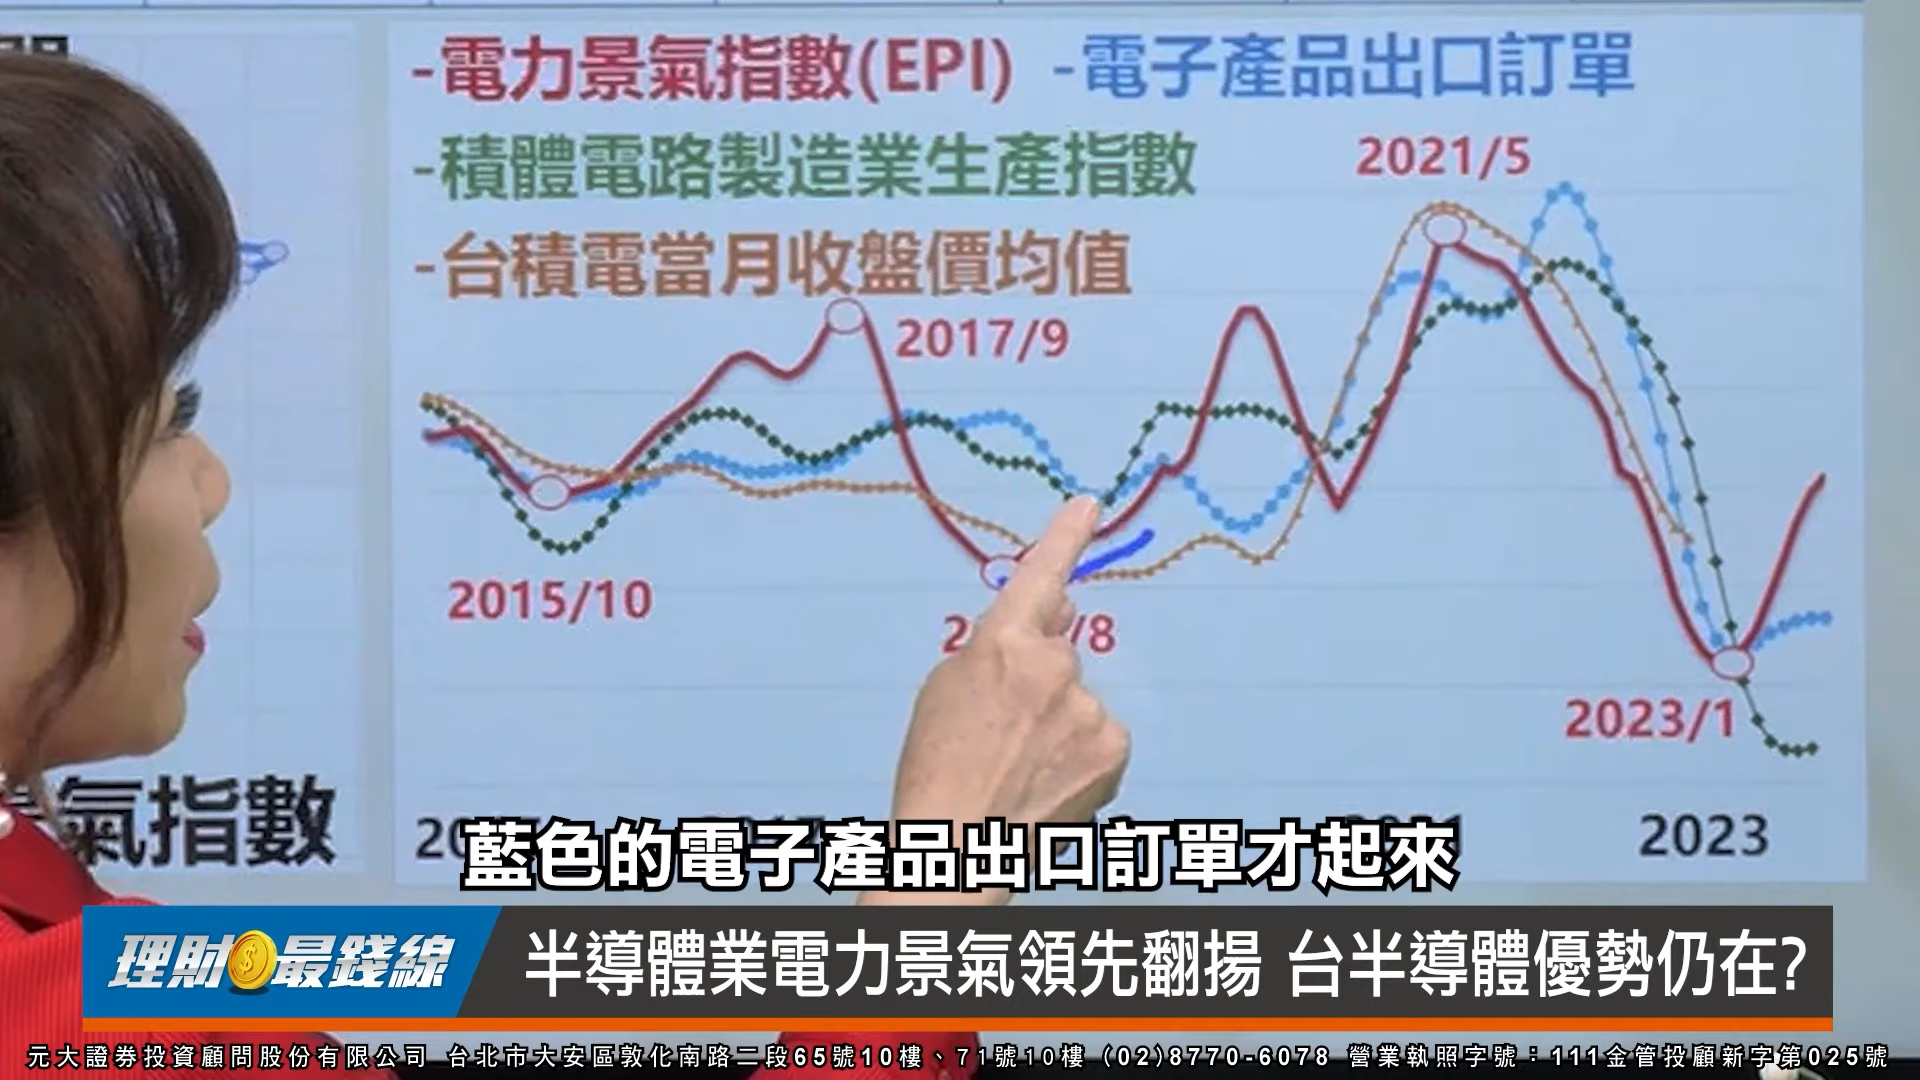 -電力景氣指數(EPI) -電子產品出口訂單
-積體電路製造業生產指數
-台積電當月收盤價均值
2021/5
2017/9
2015/10
/8
2023/1
氣指數
2023
藍色的電子產品出口訂單才起來
理財最錢線
半導體業電力景氣領先翻揚 台半導體優勢仍在?
元大證券投資顧問股份有限公司 台北市大安區敦化南路二段65號10樓、71號10樓 (02)8770-6078 營業執照字號：111金管投顧新字第025號